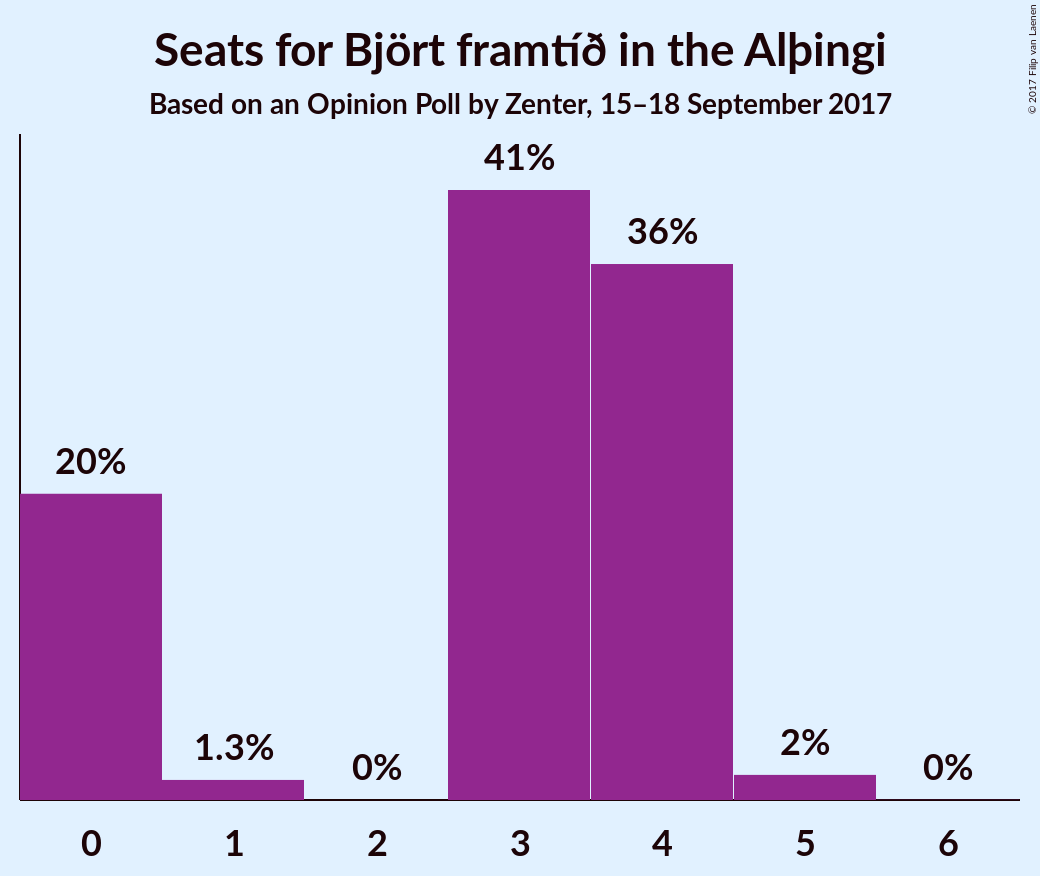 Seats for Björt framtíð in the Alþingi
Based on an Opinion Poll by Zenter, 15–18 September 2017
© 2017 Filip van Laenen
41%
36%
20%
1.3%
0%
2%
0%
0 1 2 3 4 5 6